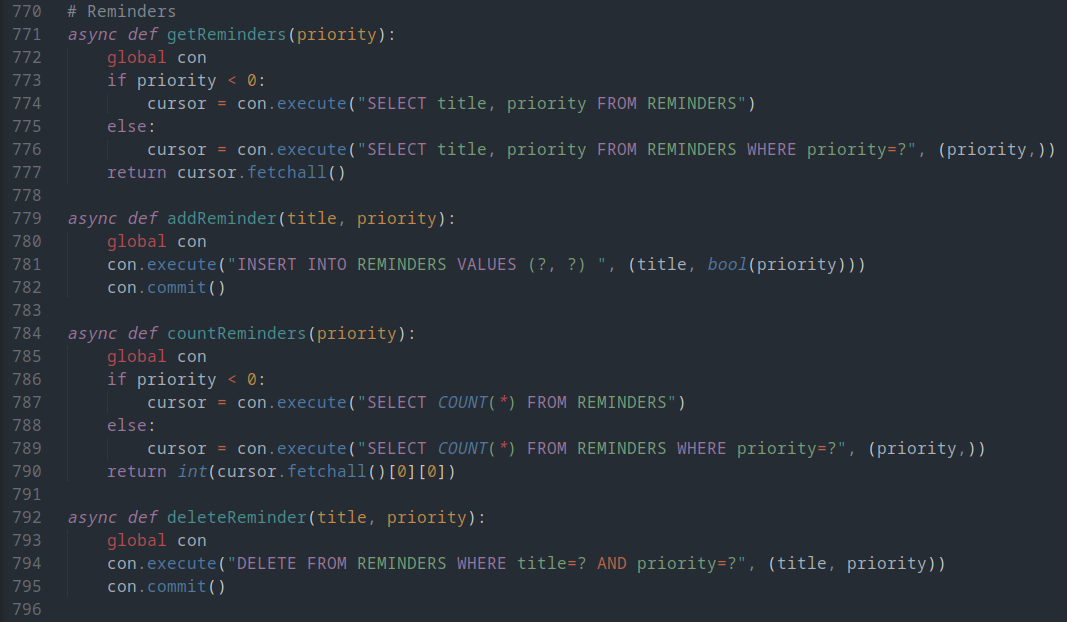 770 # Reminders
771 async def getReminders(priority):
772     global con
773     if priority < 0:
774         cursor = con.execute("SELECT title, priority FROM REMINDERS")
775     else:
776         cursor = con.execute("SELECT title, priority FROM REMINDERS WHERE priority=?", (priority,))
777     return cursor.fetchall()
778
779 async def addReminder(title, priority):
780     global con
781     con.execute("INSERT INTO REMINDERS VALUES (?, ?) ", (title, bool(priority)))
782     con.commit()
783
784 async def countReminders(priority):
785     global con
786     if priority < 0:
787         cursor = con.execute("SELECT COUNT(*) FROM REMINDERS")
788     else:
789         cursor = con.execute("SELECT COUNT(*) FROM REMINDERS WHERE priority=?", (priority,))
790     return int(cursor.fetchall()[0][0])
791
792 async def deleteReminder(title, priority):
793     global con
794     con.execute("DELETE FROM REMINDERS WHERE title=? AND priority=?", (title, priority))
795     con.commit()
796